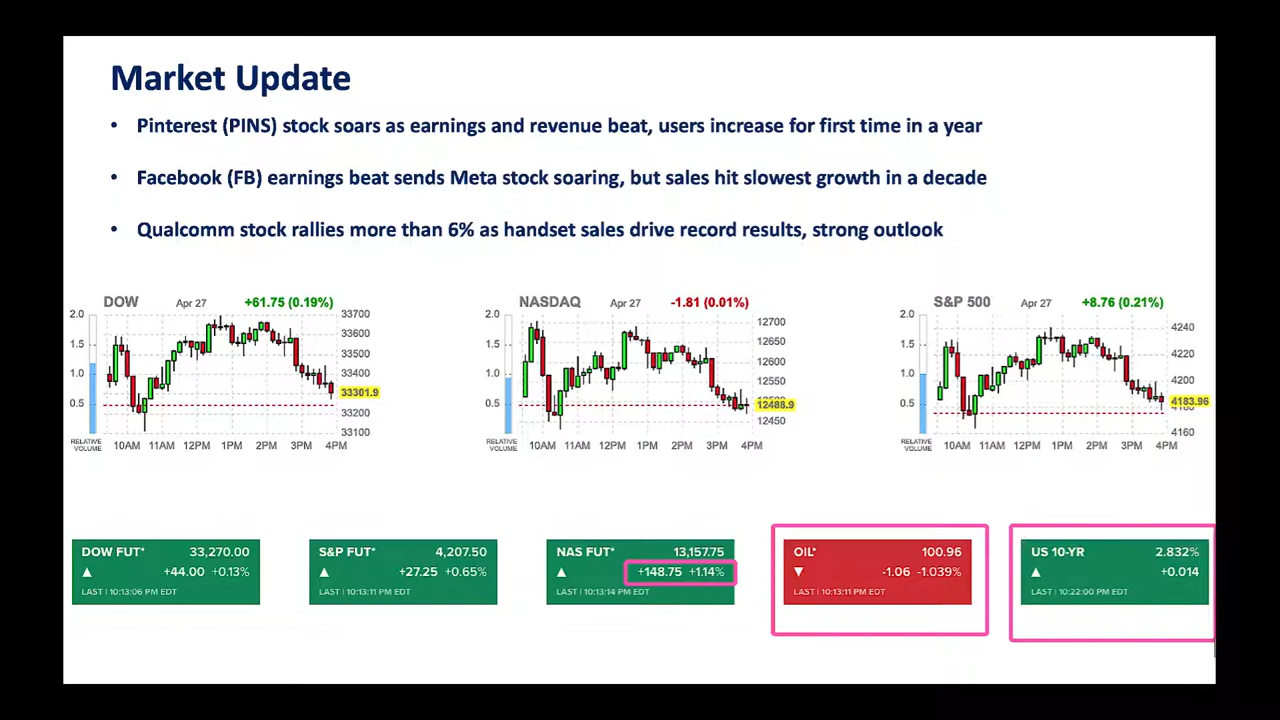 Market Update
• Pinterest (PINS) stock soars as earnings and revenue beat, users increase for first time in a year
• Facebook (FB) earnings beat sends Meta stock soaring, but sales hit slowest growth in a decade
• Qualcomm stock rallies more than 6% as handset sales drive record results, strong outlook
DOW Apr 27 +61.75 (0.19%)
2.0
1.5
1.0
0.5
RELATIVE
VOLUME
33700
33600
33500
33400
33301.9
33200
33100
10AM 11AM 12PM 1PM 2PM 3PM 4PM
NASDAQ Apr 27 -1.81 (0.01%)
2.0
1.5
1.0
0.5
RELATIVE
VOLUME
12700
12650
12600
12550
12488.9
12450
10AM 11AM 12PM 1PM 2PM 3PM 4PM
S&P 500 Apr 27 +8.76 (0.21%)
2.0
1.5
1.0
0.5
RELATIVE
VOLUME
4240
4220
4200
4183.96
4160
10AM 11AM 12PM 1PM 2PM 3PM 4PM
DOW FUT* 33,270.00
▲ +44.00 +0.13%
LAST | 10:13:06 PM EDT
S&P FUT* 4,207.50
▲ +27.25 +0.65%
LAST | 10:13:11 PM EDT
NAS FUT* 13,157.75
▲ +148.75 +1.14%
LAST | 10:13:14 PM EDT
OIL* 100.96
▼ -1.06 -1.039%
LAST | 10:13:11 PM EDT
US 10-YR 2.832%
▲ +0.014
LAST | 10:22:00 PM EDT